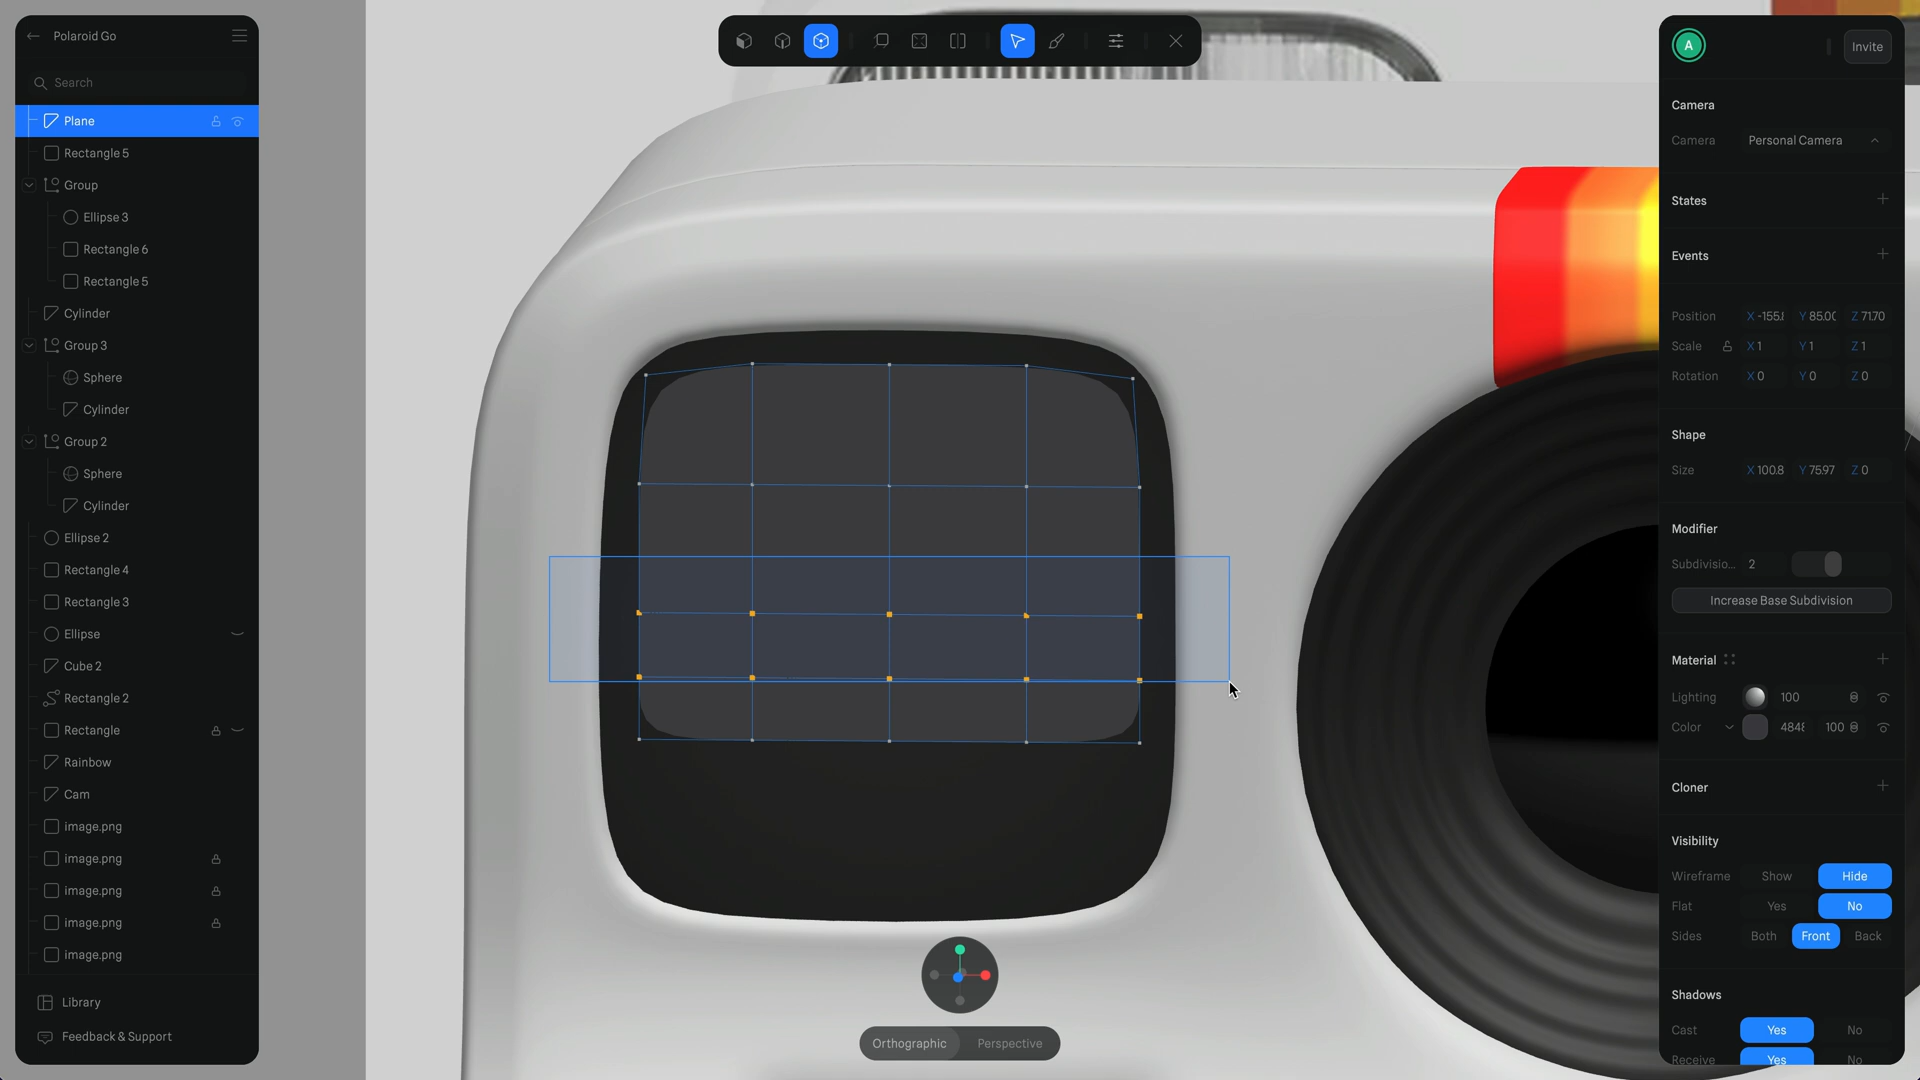 Polaroid Go
Search
Plane
Rectangle 5
Group
Ellipse 3
Rectangle 6
Rectangle 5
Cylinder
Group 3
Sphere
Cylinder
Group 2
Sphere
Cylinder
Ellipse 2
Rectangle 4
Rectangle 3
Ellipse
Cube 2
Rectangle 2
Rectangle
Rainbow
Cam
image.png
image.png
image.png
image.png
image.png
Library
Feedback & Support
Orthographic Perspective
A Invite
Camera
Camera Personal Camera
States
Events
Position X -155.8 Y 85.00 Z 71.70
Scale X 1 Y 1 Z 1
Rotation X 0 Y 0 Z 0
Shape
Size X 100.8 Y 75.97 Z 0
Modifier
Subdivisio... 2
Increase Base Subdivision
Material
Lighting 100
Color 4848 100
Cloner
Visibility
Wireframe Show Hide
Flat Yes No
Sides Both Front Back
Shadows
Cast Yes No
Receive Yes No